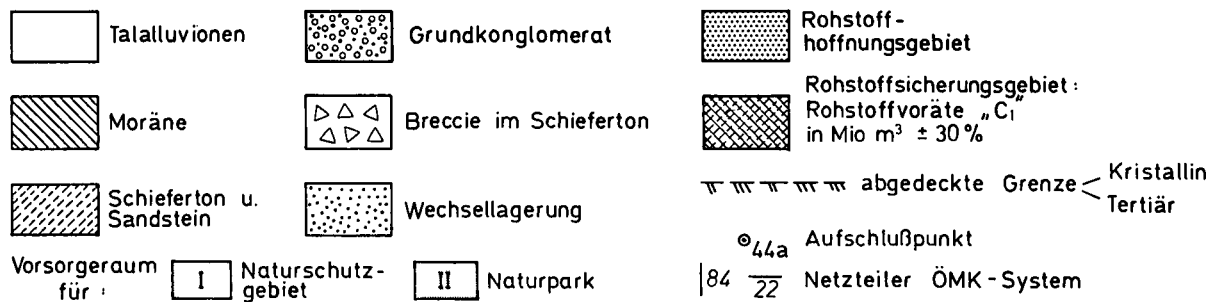 Talalluvionen
Grundkonglomerat
Rohstoff-
hoffnungsgebiet
Moräne
Breccie im Schieferton
Rohstoffsicherungsgebiet:
Rohstoffvoräte „C₁"
in Mio m³ ± 30%
Schieferton u.
Sandstein
Wechsellagerung
abgedeckte Grenze
Kristallin
Tertiär
44a Aufschlußpunkt
Vorsorgeraum
für:
I Naturschutz-
gebiet
II Naturpark
84 22 Netzteiler ÖMK-System